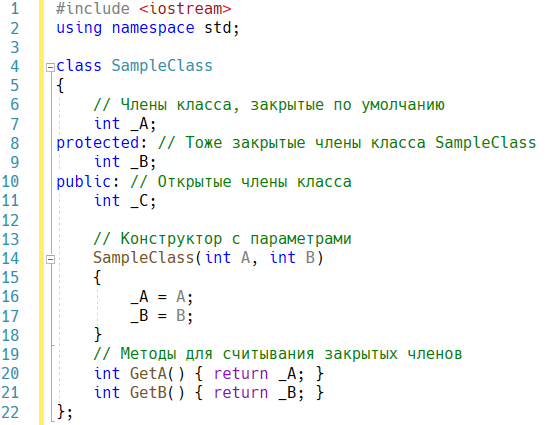 1 #include <iostream>
2 using namespace std;
3
4 class SampleClass
5 {
6 // Члены класса, закрытые по умолчанию
7 int _A;
8 protected: // Тоже закрытые члены класса SampleClass
9 int _B;
10 public: // Открытые члены класса
11 int _C;
12
13 // Конструктор с параметрами
14 SampleClass(int A, int B)
15 {
16 _A = A;
17 _B = B;
18 }
19 // Методы для считывания закрытых членов
20 int GetA() { return _A; }
21 int GetB() { return _B; }
22 };